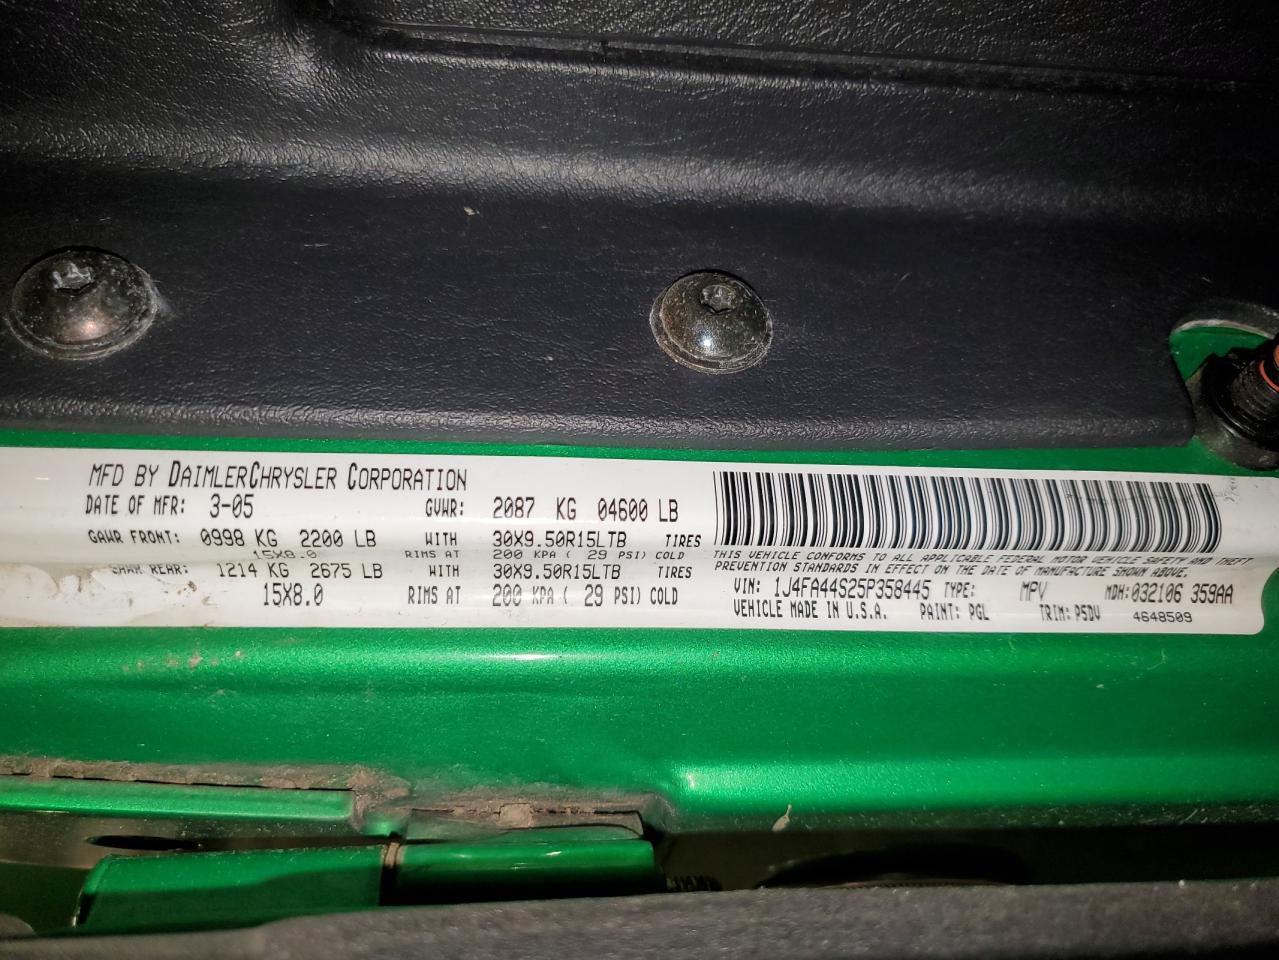 MFD BY DAIMLERCHRYSLER CORPORATION
DATE OF MFR: 3-05 GVWR: 2087 KG 04600 LB
GAWR FRONT: 0998 KG 2200 LB WITH 30X9.50R15LTB TIRES
15X8.0 RIMS AT 200 KPA ( 29 PSI) COLD
REAR: 1214 KG 2675 LB WITH 30X9.50R15LTB TIRES
15X8.0 RIMS AT 200 KPA ( 29 PSI) COLD
THIS VEHICLE CONFORMS TO ALL APPLICABLE FEDERAL MOTOR VEHICLE SAFETY AND THEFT
PREVENTION STANDARDS IN EFFECT ON THE DATE OF MANUFACTURE SHOWN ABOVE.
VIN: 1J4FA44S25P358445 TYPE: MPV MDH: 032106 359AA
VEHICLE MADE IN U.S.A. PAINT: PGL TRIM: P5DV 4648509